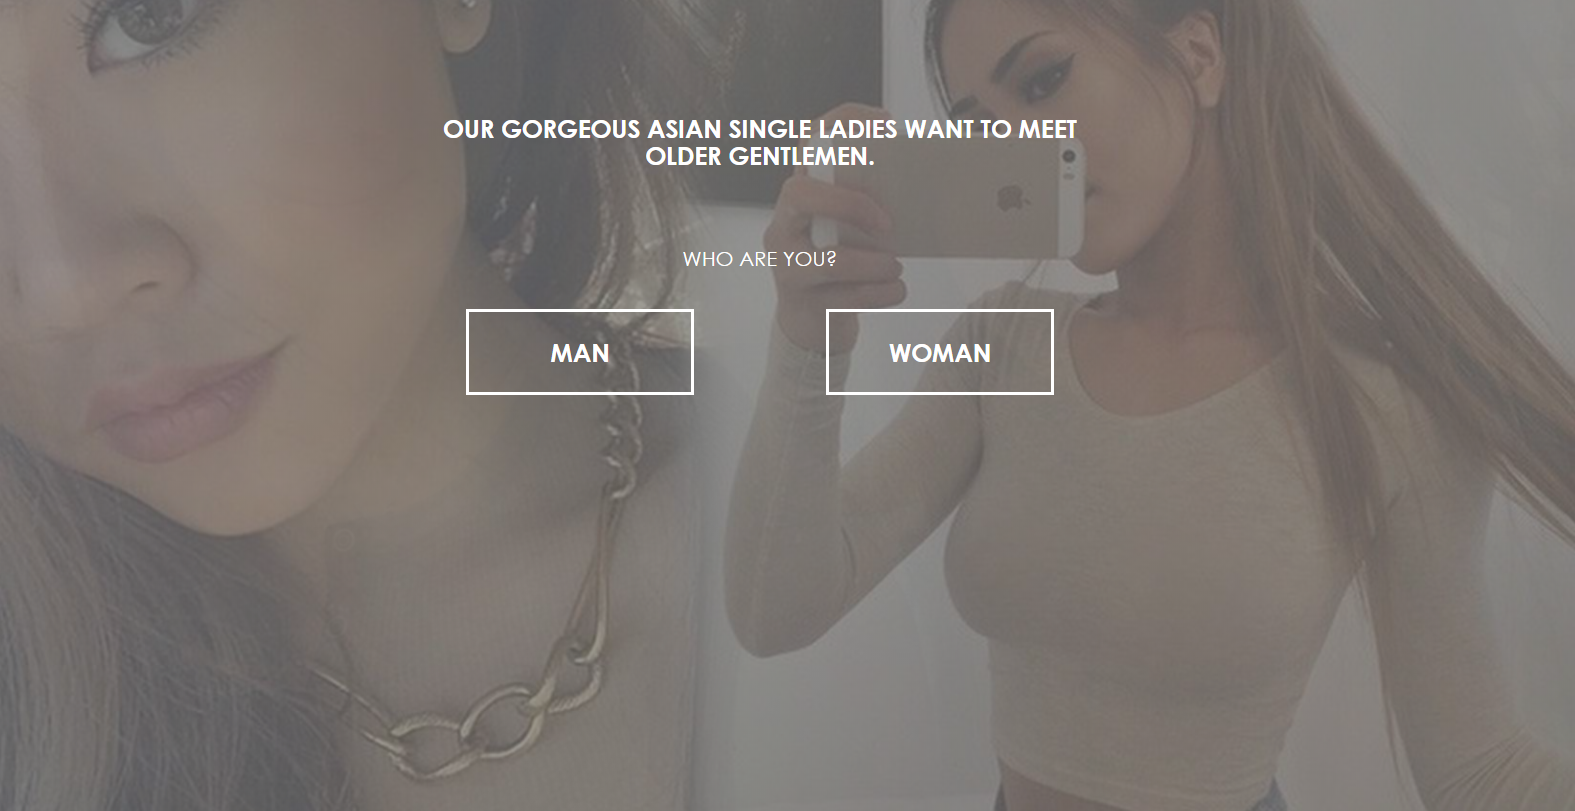 OUR GORGEOUS ASIAN SINGLE LADIES WANT TO MEET
OLDER GENTLEMEN.
WHO ARE YOU?
MAN
WOMAN